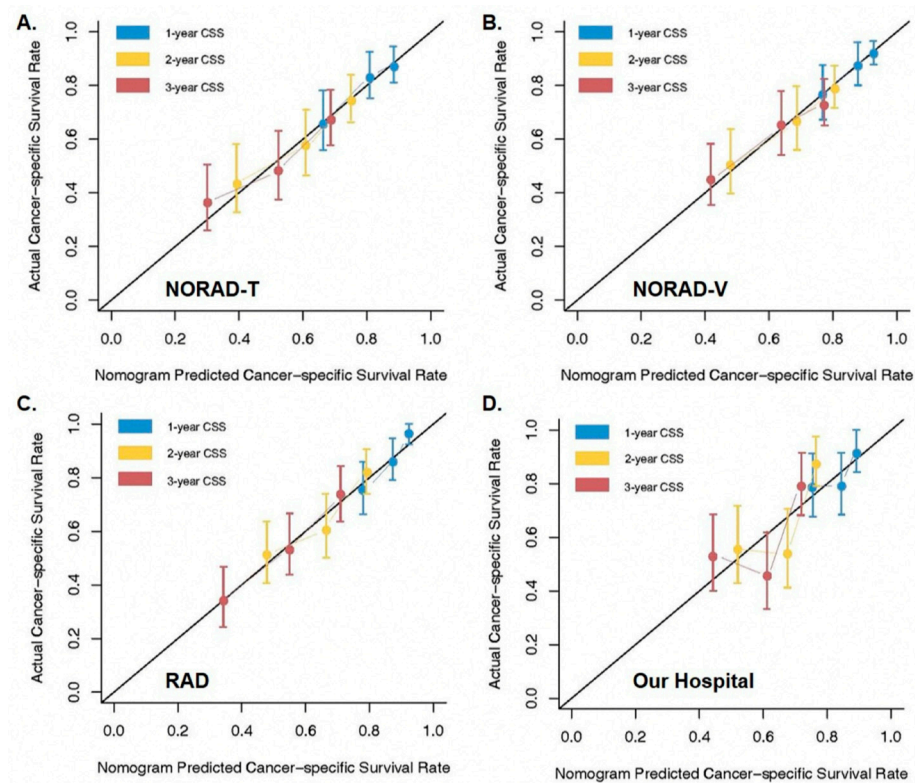 A.
1-year CSS
2-year CSS
3-year CSS
Actual Cancer-specific Survival Rate
1.0
0.8
0.6
0.4
0.2
0.0
NORAD-T
0.0 0.2 0.4 0.6 0.8 1.0
Nomogram Predicted Cancer-specific Survival Rate
B.
1-year CSS
2-year CSS
3-year CSS
Actual Cancer-specific Survival Rate
1.0
0.8
0.6
0.4
0.2
0.0
NORAD-V
0.0 0.2 0.4 0.6 0.8 1.0
Nomogram Predicted Cancer-specific Survival Rate
C.
1-year CSS
2-year CSS
3-year CSS
Actual Cancer-specific Survival Rate
1.0
0.8
0.6
0.4
0.2
0.0
RAD
0.0 0.2 0.4 0.6 0.8 1.0
Nomogram Predicted Cancer-specific Survival Rate
D.
1-year CSS
2-year CSS
3-year CSS
Actual Cancer-specific Survival Rate
1.0
0.8
0.6
0.4
0.2
0.0
Our Hospital
0.0 0.2 0.4 0.6 0.8 1.0
Nomogram Predicted Cancer-specific Survival Rate